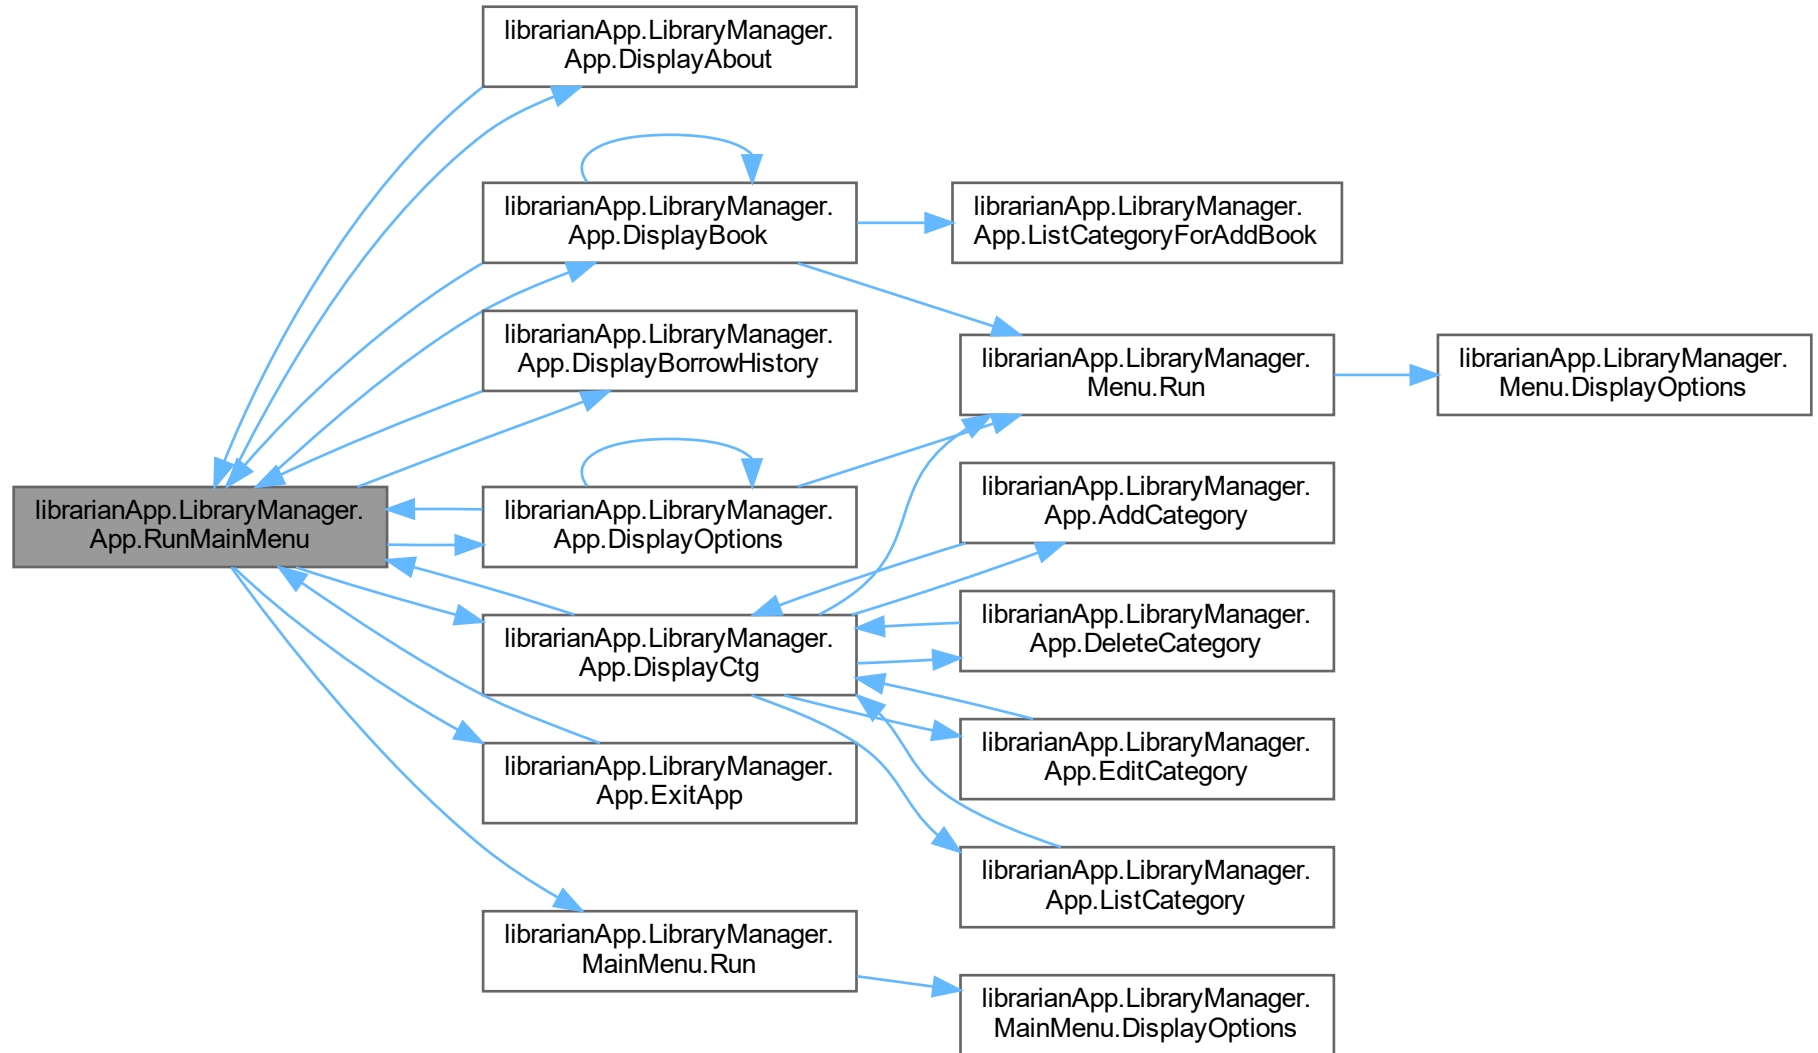 librarianApp.LibraryManager.
App.DisplayAbout
librarianApp.LibraryManager.
App.DisplayBook
librarianApp.LibraryManager.
App.ListCategoryForAddBook
librarianApp.LibraryManager.
App.DisplayBorrowHistory
librarianApp.LibraryManager.
Menu.Run
librarianApp.LibraryManager.
Menu.DisplayOptions
librarianApp.LibraryManager.
App.RunMainMenu
librarianApp.LibraryManager.
App.DisplayOptions
librarianApp.LibraryManager.
App.AddCategory
librarianApp.LibraryManager.
App.DisplayCtg
librarianApp.LibraryManager.
App.DeleteCategory
librarianApp.LibraryManager.
App.EditCategory
librarianApp.LibraryManager.
App.ExitApp
librarianApp.LibraryManager.
App.ListCategory
librarianApp.LibraryManager.
MainMenu.Run
librarianApp.LibraryManager.
MainMenu.DisplayOptions